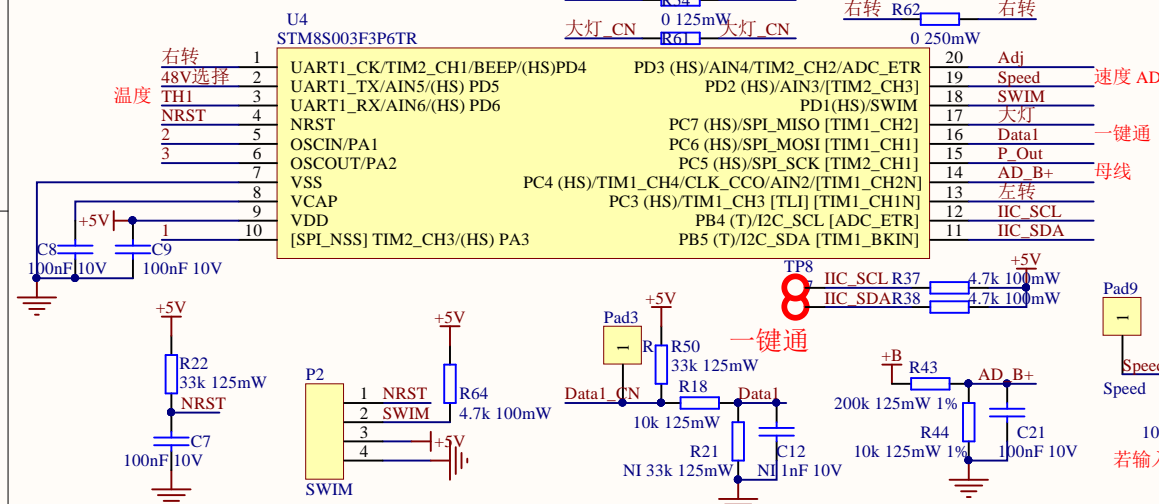 0 125mW
右转 R62 右转
0 250mW
大灯_CN R61 大灯_CN
U4
STM8S003F3P6TR
右转 1 UART1_CK/TIM2_CH1/BEEP/(HS)PD4 PD3 (HS)/AIN4/TIM2_CH2/ADC_ETR 20 Adj
48V选择 2 UART1_TX/AIN5/(HS) PD5 PD2 (HS)/AIN3/[TIM2_CH3] 19 Speed 速度 AD
温度 TH1 3 UART1_RX/AIN6/(HS) PD6 PD1(HS)/SWIM 18 SWIM
NRST 4 NRST PC7 (HS)/SPI_MISO [TIM1_CH2] 17 大灯
2 5 OSCIN/PA1 PC6 (HS)/SPI_MOSI [TIM1_CH1] 16 Data1 一键通
3 6 OSCOUT/PA2 PC5 (HS)/SPI_SCK [TIM2_CH1] 15 P_Out
7 VSS PC4 (HS)/TIM1_CH4/CLK_CCO/AIN2/[TIM1_CH2N] 14 AD_B+ 母线
8 VCAP PC3 (HS)/TIM1_CH3 [TLI] [TIM1_CH1N] 13 左转
+5V 9 VDD PB4 (T)/I2C_SCL [ADC_ETR] 12 IIC_SCL
1 10 [SPI_NSS] TIM2_CH3/(HS) PA3 PB5 (T)/I2C_SDA [TIM1_BKIN] 11 IIC_SDA
C8 C9
100nF 10V 100nF 10V
TP8 +5V
IIC_SCL R37 4.7k 100mW
IIC_SDA R38 4.7k 100mW
Pad9
1
Speed
Speed
+5V
R22
33k 125mW
NRST
C7
100nF 10V
P2
1 NRST
2 SWIM
3 +5V
4
SWIM
+5V
R64
4.7k 100mW
Pad3
1
+5V
R50
33k 125mW
一键通
Data1_CN R18 Data1
10k 125mW
R21 C12
NI 33k 125mW NI 1nF 10V
+B R43 AD_B+
200k 125mW 1%
R44 C21
10k 125mW 1% 100nF 10V
10
若输入